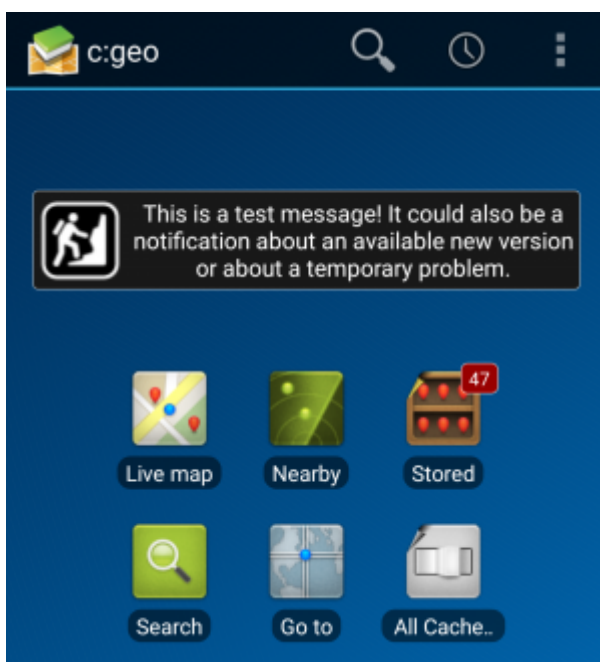 c:geo
This is a test message! It could also be a
notification about an available new version
or about a temporary problem.
47
Live map
Nearby
Stored
Search
Go to
All Cache..